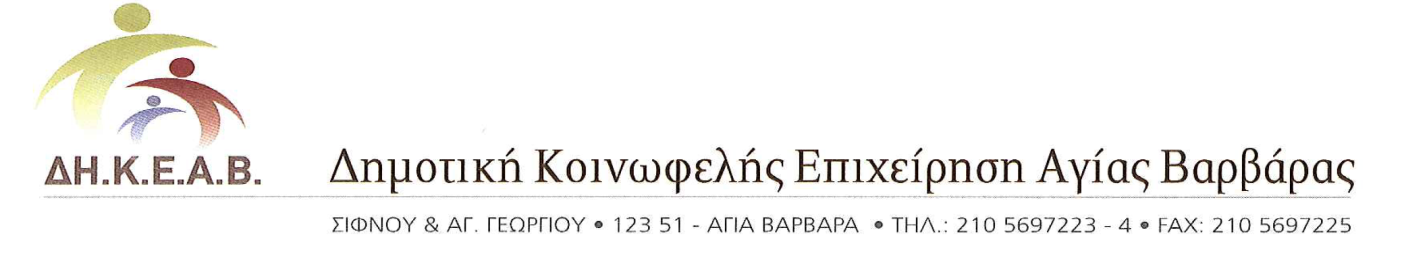 ΔΗ.Κ.Ε.Α.Β.
Δημοτική Κοινωφελής Επιχείρηση Αγίας Βαρβάρας
ΣΙΦΝΟΥ & ΑΓ. ΓΕΩΡΓΙΟΥ • 123 51 - ΑΓΙΑ ΒΑΡΒΑΡΑ • ΤΗΛ.: 210 5697223 - 4 • FAX: 210 5697225